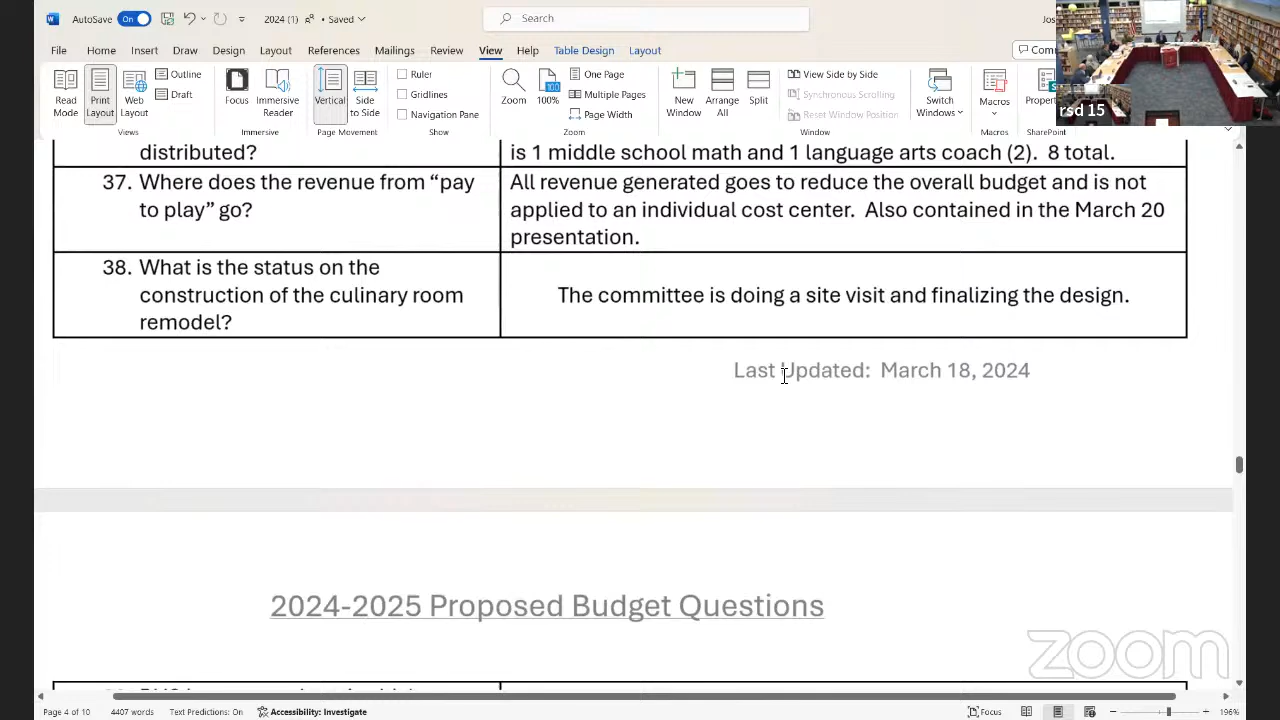 AutoSave On 2024 (1) • Saved Search Jos
File Home Insert Draw Design Layout References Mailings Review View Help Table Design Layout
Read Mode
Print Layout
Web Layout
Outline
Draft
Views
Focus
Immersive Reader
Immersive
Vertical
Side to Side
Page Movement
Ruler
Gridlines
Navigation Pane
Show
Zoom
100%
One Page
Multiple Pages
Page Width
Zoom
New Window
Arrange All
Split
View Side by Side
Synchronous Scrolling
Reset Window Position
Window
Switch Windows
Macros
Macros
SharePoint
rsd 15
distributed?
is 1 middle school math and 1 language arts coach (2). 8 total.
37. Where does the revenue from “pay
to play” go?
All revenue generated goes to reduce the overall budget and is not
applied to an individual cost center. Also contained in the March 20
presentation.
38. What is the status on the
construction of the culinary room
remodel?
The committee is doing a site visit and finalizing the design.
Last Updated: March 18, 2024
2024-2025 Proposed Budget Questions
zoom
Page 4 of 10 4407 words Text Predictions: On Accessibility: Investigate Focus 196%